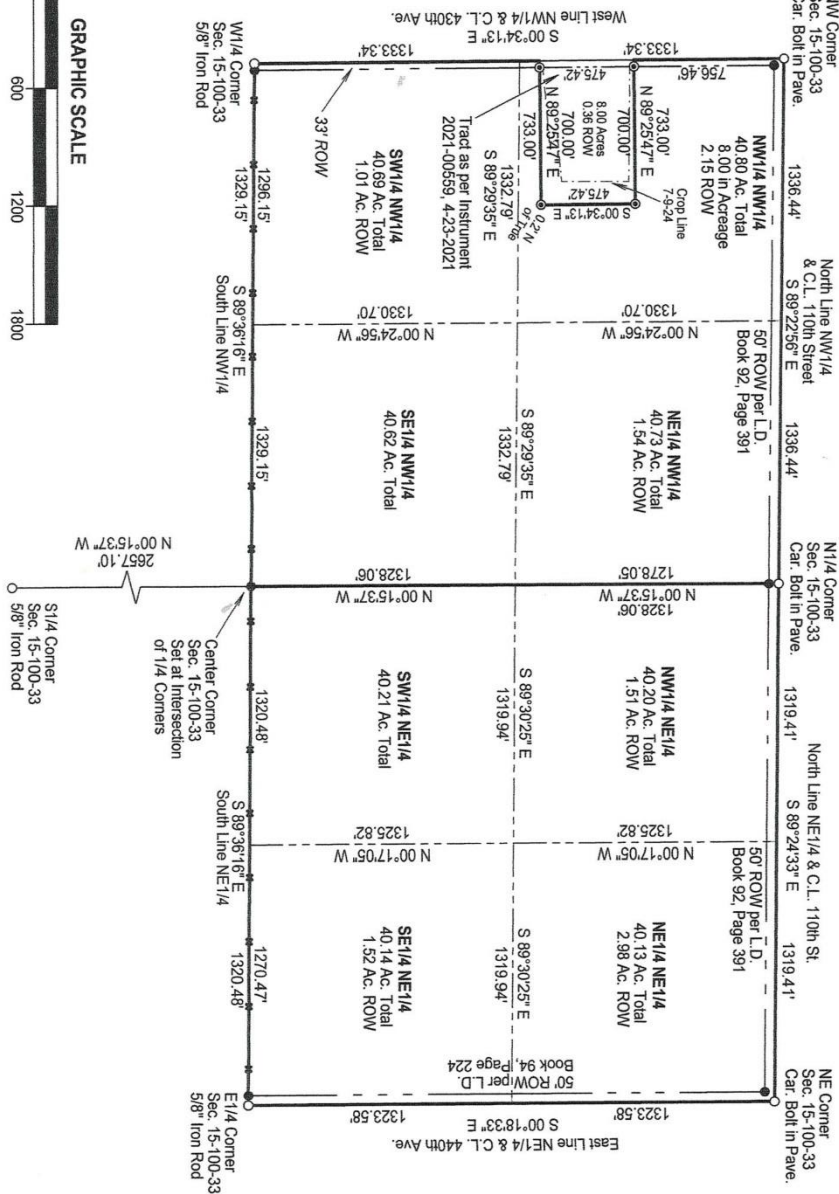 NW Corner
Sec. 15-100-33
Car. Bolt in Pave.
North Line NW1/4
& C.L. 110th Street
S 89°22'56" E
1336.44'
1336.44'
N1/4 Corner
Sec. 15-100-33
Car. Bolt in Pave.
North Line NE1/4 & C.L. 110th St.
S 89°24'33" E
1319.41'
1319.41'
NE Corner
Sec. 15-100-33
Car. Bolt in Pave.
50' ROW per L.D.
Book 92, Page 391
50' ROW per L.D.
Book 92, Page 391
West Line NW1/4 & C.L. 430th Ave.
S 00°34'13" E
1333.34'
1333.34'
756.46'
NW1/4 NW1/4
40.80 Ac. Total
8.00 in Acreage
2.15 ROW
Crop Line
7-9-24
733.00'
N 89°25'47" E
700.00'
475.42'
8.00 Acres
0.36 ROW
475.42'
S 00°34'13" E
700.00'
N 89°25'47" E
733.00'
0.2' N
of True
Tract as per Instrument
2021-00559, 4-23-2021
33' ROW
1332.79'
S 89°29'35" E
SW1/4 NW1/4
40.69 Ac. Total
1.01 Ac. ROW
1330.70'
N 00°24'56" W
1330.70'
N 00°24'56" W
NE1/4 NW1/4
40.73 Ac. Total
1.54 Ac. ROW
S 89°29'35" E
1332.79'
SE1/4 NW1/4
40.62 Ac. Total
1278.05'
N 00°15'37" W
1328.06'
1328.06'
N 00°15'37" W
NW1/4 NE1/4
40.20 Ac. Total
1.51 Ac. ROW
S 89°30'25" E
1319.94'
SW1/4 NE1/4
40.21 Ac. Total
1325.82'
N 00°17'05" W
1325.82'
N 00°17'05" W
NE1/4 NE1/4
40.13 Ac. Total
2.98 Ac. ROW
S 89°30'25" E
1319.94'
SE1/4 NE1/4
40.14 Ac. Total
1.52 Ac. ROW
50' ROW per L.D.
Book 94, Page 224
1323.58'
S 00°18'33" E
1323.58'
East Line NE1/4 & C.L. 440th Ave.
W1/4 Corner
Sec. 15-100-33
5/8" Iron Rod
1296.15'
1329.15'
S 89°36'16" E
South Line NW1/4
1329.15'
Center Corner
Sec. 15-100-33
Set at Intersection
of 1/4 Corners
2657.10'
N 00°15'37" W
S1/4 Corner
Sec. 15-100-33
5/8" Iron Rod
1320.48'
S 89°36'16" E
South Line NE1/4
1270.47'
1320.48'
E1/4 Corner
Sec. 15-100-33
5/8" Iron Rod
GRAPHIC SCALE
600
1200
1800